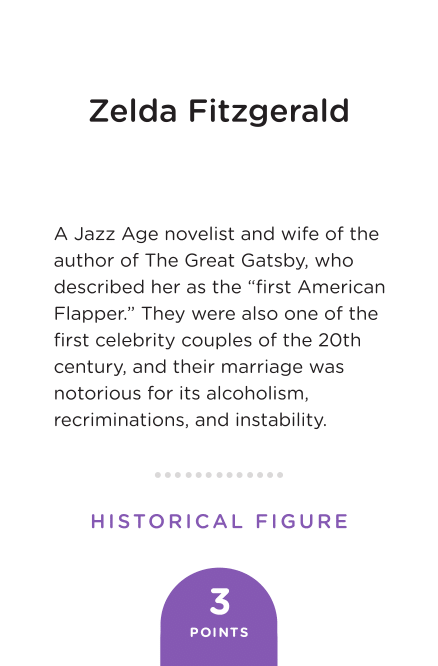 Zelda Fitzgerald
A Jazz Age novelist and wife of the
author of The Great Gatsby, who
described her as the “first American
Flapper.” They were also one of the
first celebrity couples of the 20th
century, and their marriage was
notorious for its alcoholism,
recriminations, and instability.
HISTORICAL FIGURE
3
POINTS